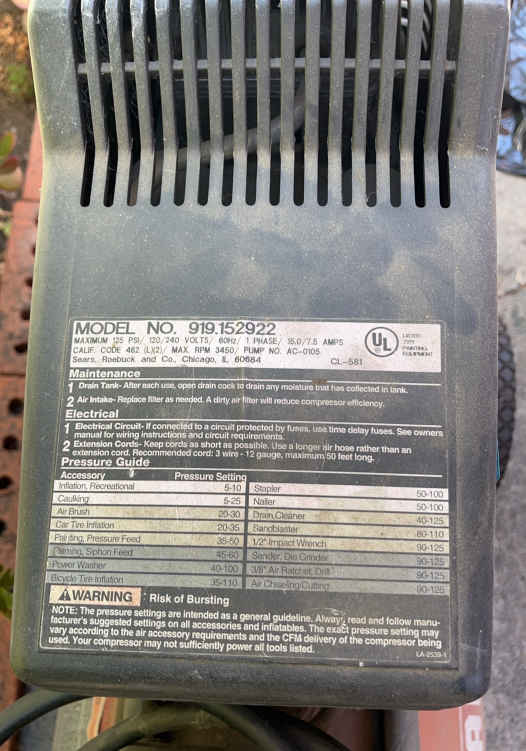 MODEL NO. 919.152922
MAXIMUM 125 PSI/ 120/240 VOLTS/ 60Hz/ 1 PHASE/ 15.0/7.5 AMPS
CALIF. CODE 462 (L)(2)/ MAX. RPM 3450/ PUMP NO. AC-0105
Sears, Roebuck and Co., Chicago, IL 60684 CL-581
UL
LISTED
PAINTING
EQUIPMENT
Maintenance
1 Drain Tank- After each use, open drain cock to drain any moisture that has collected in tank.
2 Air Intake- Replace filter as needed. A dirty air filter will reduce compressor efficiency.
Electrical
1 Electrical Circuit- If connected to a circuit protected by fuses, use time delay fuses. See owners
manual for wiring instructions and circuit requirements.
2 Extension Cords- Keep cords as short as possible. Use a longer air hose rather than an
extension cord. Recommended cord: 3 wire - 12 gauge, maximum 50 feet long.
Pressure Guide
Accessory Pressure Setting
Inflation, Recreational 5-10 Stapler 50-100
Caulking 5-25 Nailer 50-100
Air Brush 20-30 Drain Cleaner 40-125
Car Tire Inflation 20-35 Sandblaster 80-110
Painting, Pressure Feed 35-50 1/2" Impact Wrench 90-125
Painting, Siphon Feed 45-60 Sander, Die Grinder 90-125
Power Washer 40-100 3/8" Air Ratchet, Drill 90-125
Bicycle Tire Inflation 35-110 Air Chiseling/Cutting 90-125
WARNING: Risk of Bursting
NOTE: The pressure settings are intended as a general guideline. Always read and follow manu-
facturer's suggested settings on all accessories and inflatables. The exact pressure setting may
vary according to the air accessory requirements and the CFM delivery of the compressor being
used. Your compressor may not sufficiently power all tools listed.
LA-2539-1